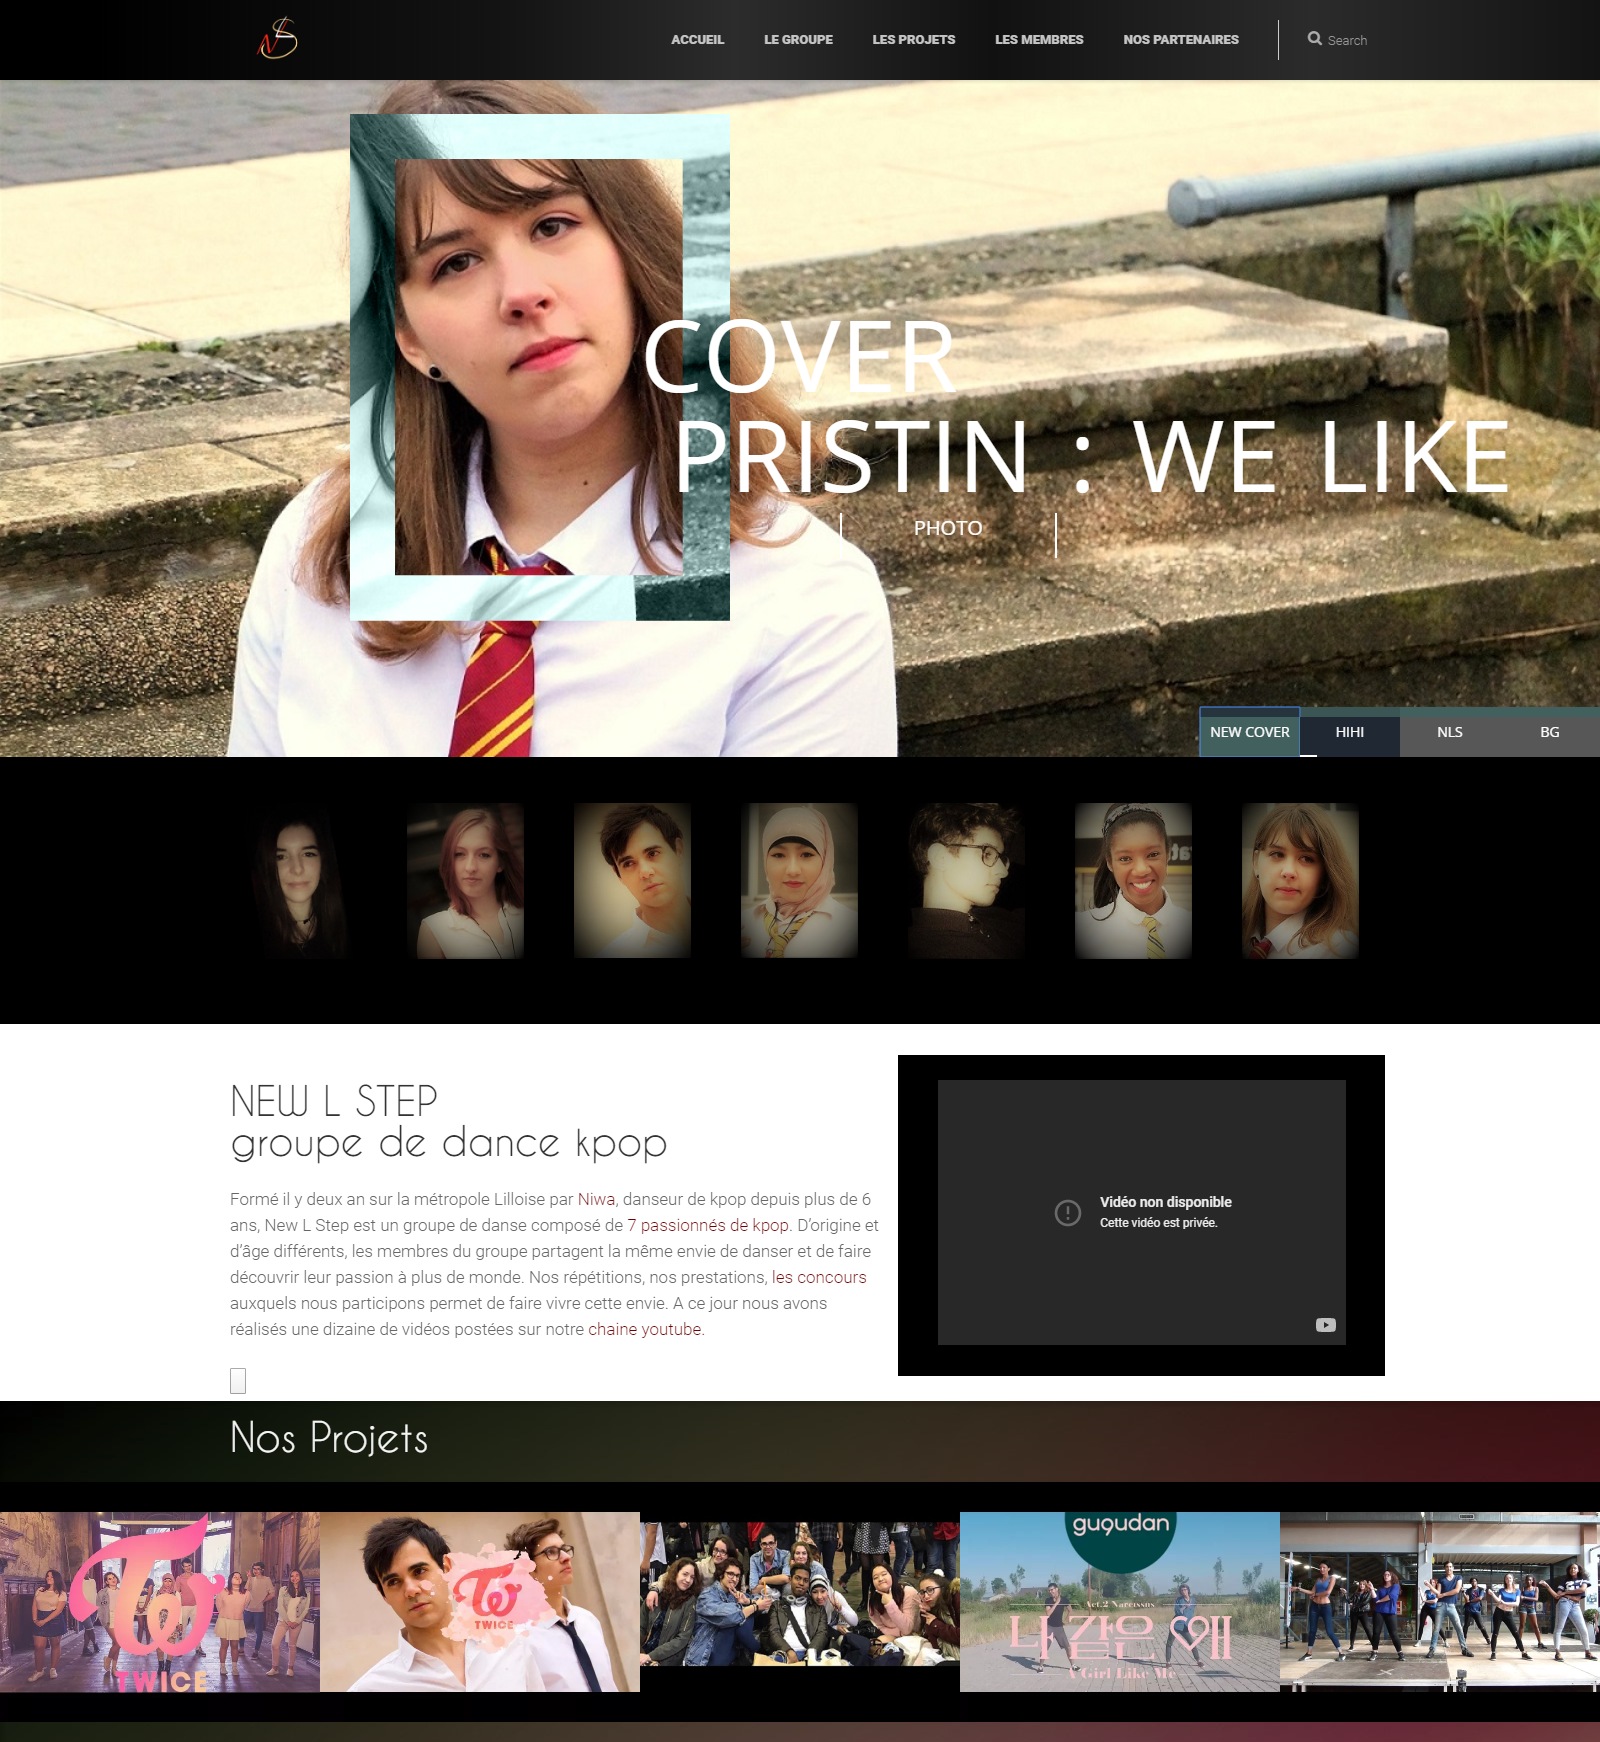 ACCUEIL
LE GROUPE
LES PROJETS
LES MEMBRES
NOS PARTENAIRES
Search
COVER
PRISTIN : WE LIKE
PHOTO
NEW COVER
HIHI
NLS
BG
NEW L STEP
groupe de dance kpop
Formé il y deux an sur la métropole Lilloise par Niwa, danseur de kpop depuis plus de 6
ans, New L Step est un groupe de danse composé de 7 passionnés de kpop. D’origine et
d’âge différents, les membres du groupe partagent la même envie de danser et de faire
découvrir leur passion à plus de monde. Nos répétitions, nos prestations, les concours
auxquels nous participons permet de faire vivre cette envie. A ce jour nous avons
réalisés une dizaine de vidéos postées sur notre chaine youtube.
Vidéo non disponible
Cette vidéo est privée.
Nos Projets
TWICE
TWICE
gugudan
Act.2 Narcissus
나 같은 애
A Girl Like Me